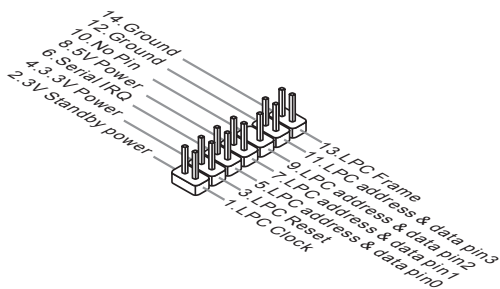 14.Ground
12.Ground
10.No Pin
8.5V Power
6.Serial IRQ
4.3.3V Power
2.3V Standby power
13.LPC Frame
11.LPC address & data pin3
9.LPC address & data pin2
7.LPC address & data pin1
5.LPC address & data pin0
3.LPC Reset
1.LPC Clock